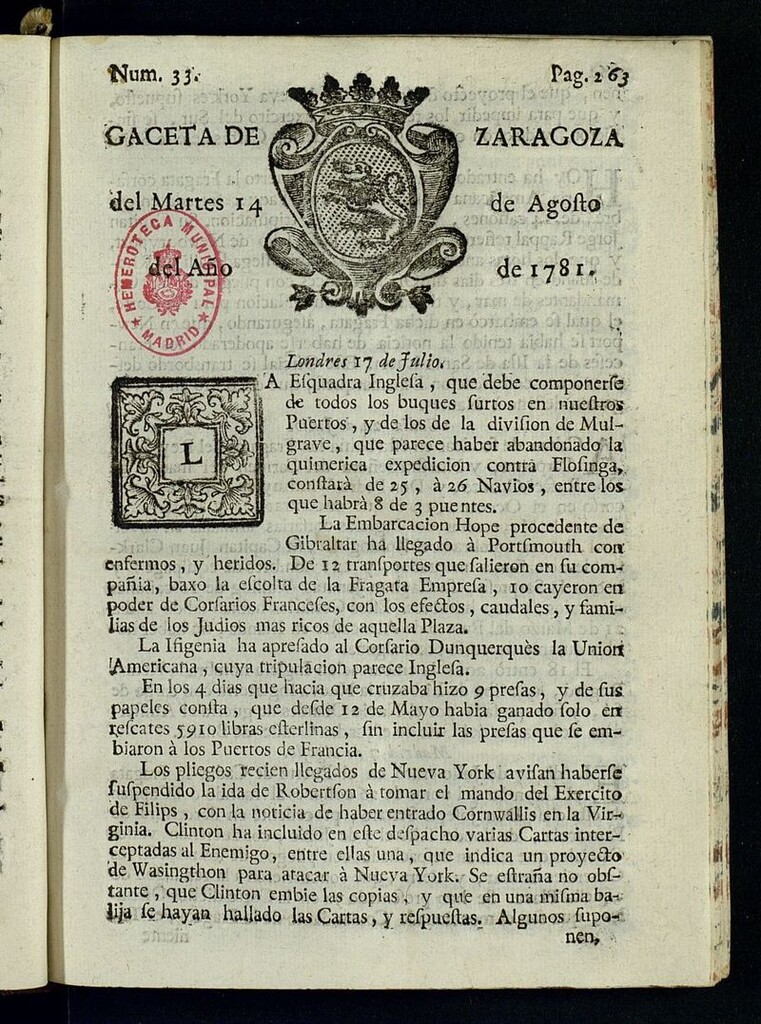 Num. 33.
Pag. 263
GACETA DE ZARAGOZA
del Martes 14 de Agoſto
del Año de 1781.
HEMEROTECA MUNICIPAL
★ MADRID ★
Londres 17 de Julio.
L
A Eſquadra Ingleſa, que debe componerſe
de todos los buques ſurtos en nueſtros
Puertos, y de los de la diviſion de Mul-
grave, que parece haber abandonado la
quimerica expedicion contra Floſinga,
conſtarà de 25, à 26 Navios, entre los
que habrà 8 de 3 puentes.
La Embarcacion Hope procedente de
Gibraltar ha llegado à Portſmouth con
enfermos, y heridos. De 12 tranſportes que ſalieron en ſu com-
pañia, baxo la eſcolta de la Fragata Empreſa, 10 cayeron en
poder de Corſarios Franceſes, con los efectos, caudales, y fami-
lias de los Judios mas ricos de aquella Plaza.
La Ifigenia ha apreſado al Corſario Dunquerquès la Union
Americana, cuya tripulacion parece Ingleſa.
En los 4 dias que hacia que cruzaba hizo 9 preſas, y de ſus
papeles conſta, que deſde 12 de Mayo habia ganado ſolo en
reſcates 5910 libras eſterlinas, ſin incluir las preſas que ſe em-
biaron à los Puertos de Francia.
Los pliegos recien llegados de Nueva York aviſan haberſe
ſuſpendido la ida de Robertſon à tomar el mando del Exercito
de Filips, con la noticia de haber entrado Cornwallis en la Vir-
ginia. Clinton ha incluido en eſte deſpacho varias Cartas inter-
ceptadas al Enemigo, entre ellas una, que indica un proyecto
de Wasingthon para atacar à Nueva York. Se eſtraña no obſ-
tante, que Clinton embie las copias, y que en una miſma ba-
lija ſe hayan hallado las Cartas, y reſpueſtas. Algunos ſupo-
nen,